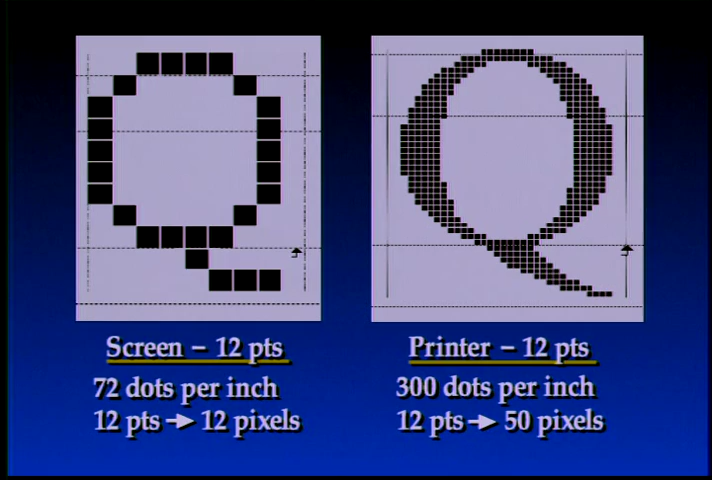 Q
Q
Screen – 12 pts
72 dots per inch
12 pts → 12 pixels
Printer – 12 pts
300 dots per inch
12 pts → 50 pixels